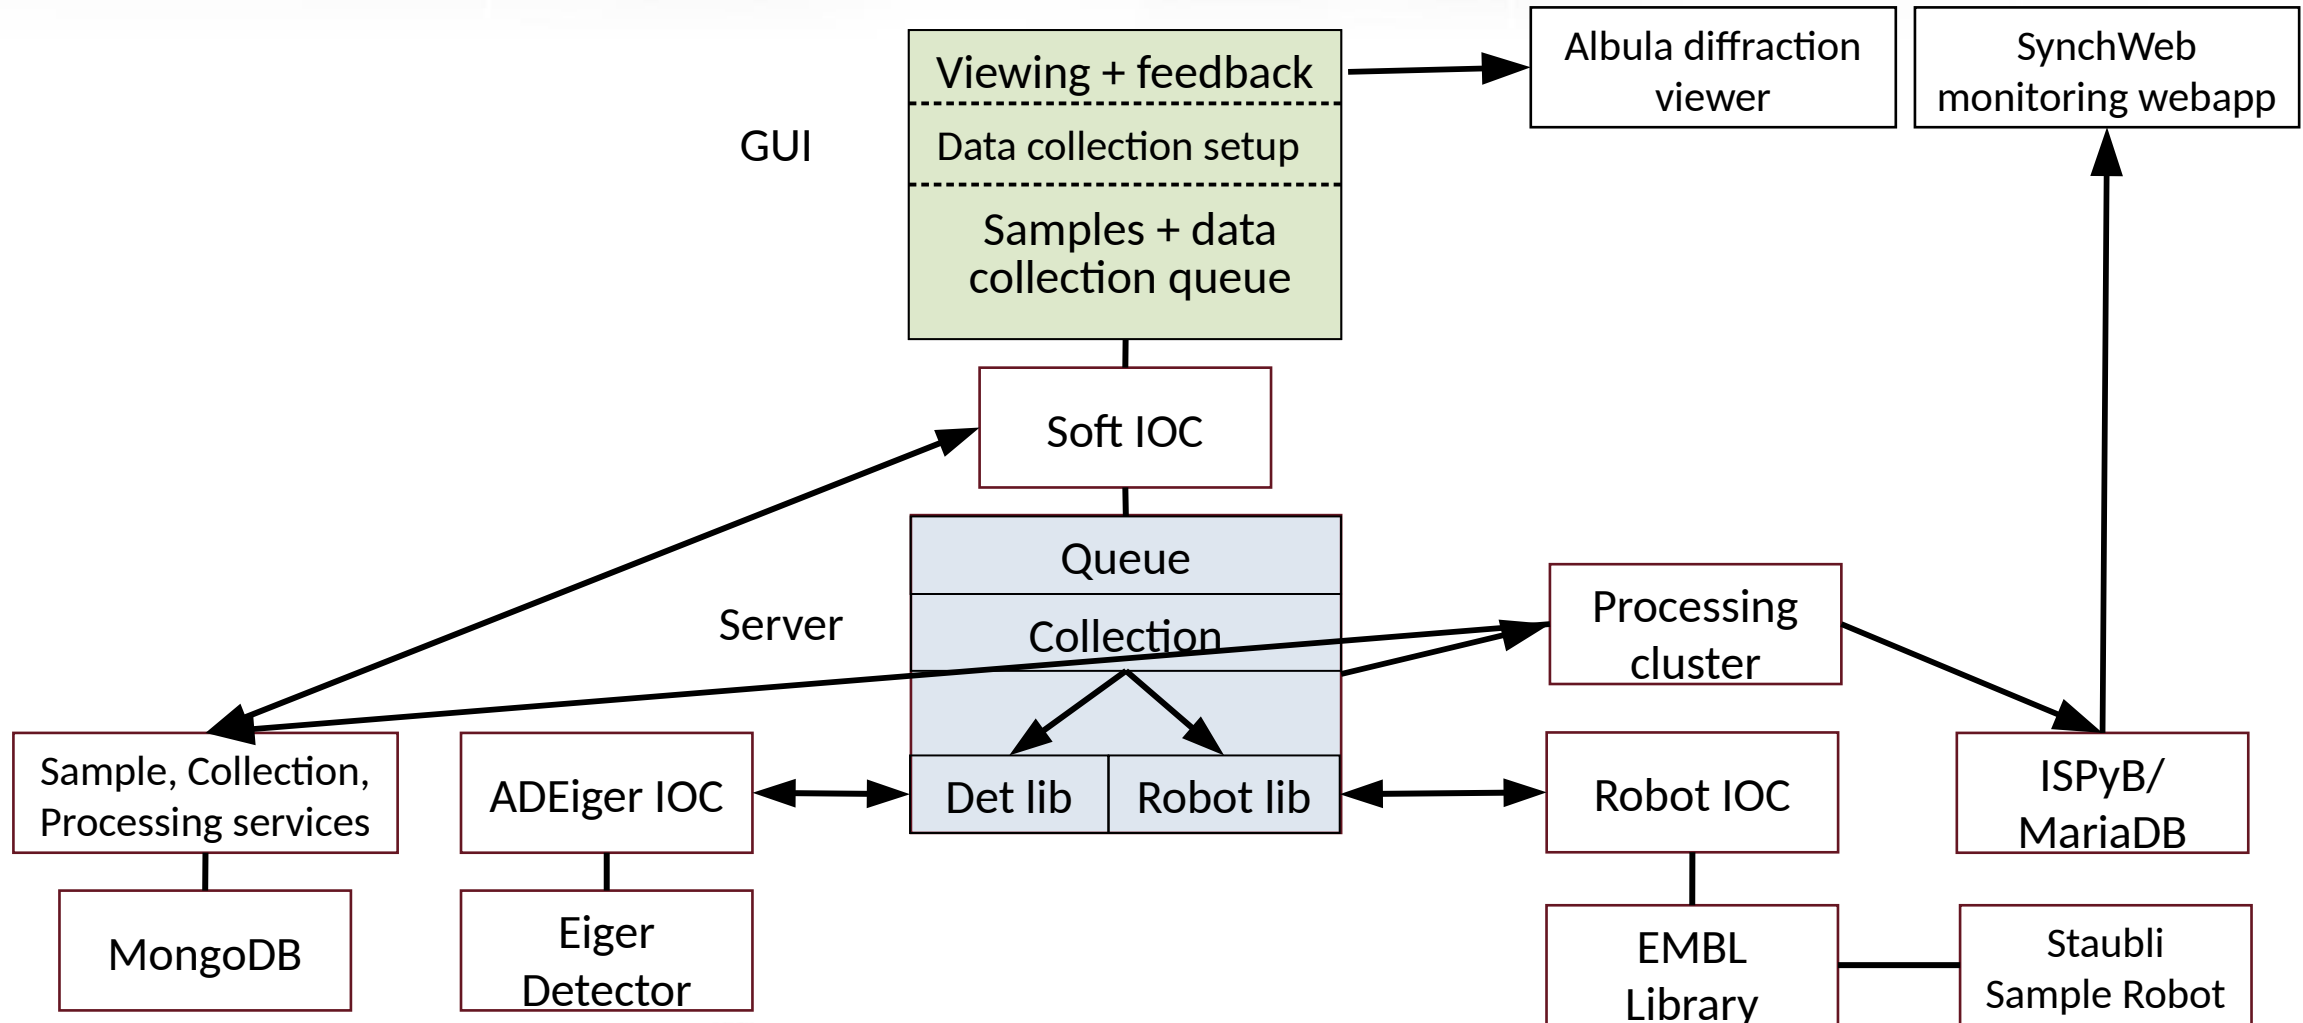 Viewing + feedback
Albula diffraction
viewer
SynchWeb
monitoring webapp
GUI
Data collection setup
Samples + data
collection queue
Soft IOC
Queue
Server
Collection
Processing
cluster
Sample, Collection,
Processing services
ADEiger IOC
Det lib
Robot lib
Robot IOC
ISPyB/
MariaDB
MongoDB
Eiger
Detector
EMBL
Library
Staubli
Sample Robot